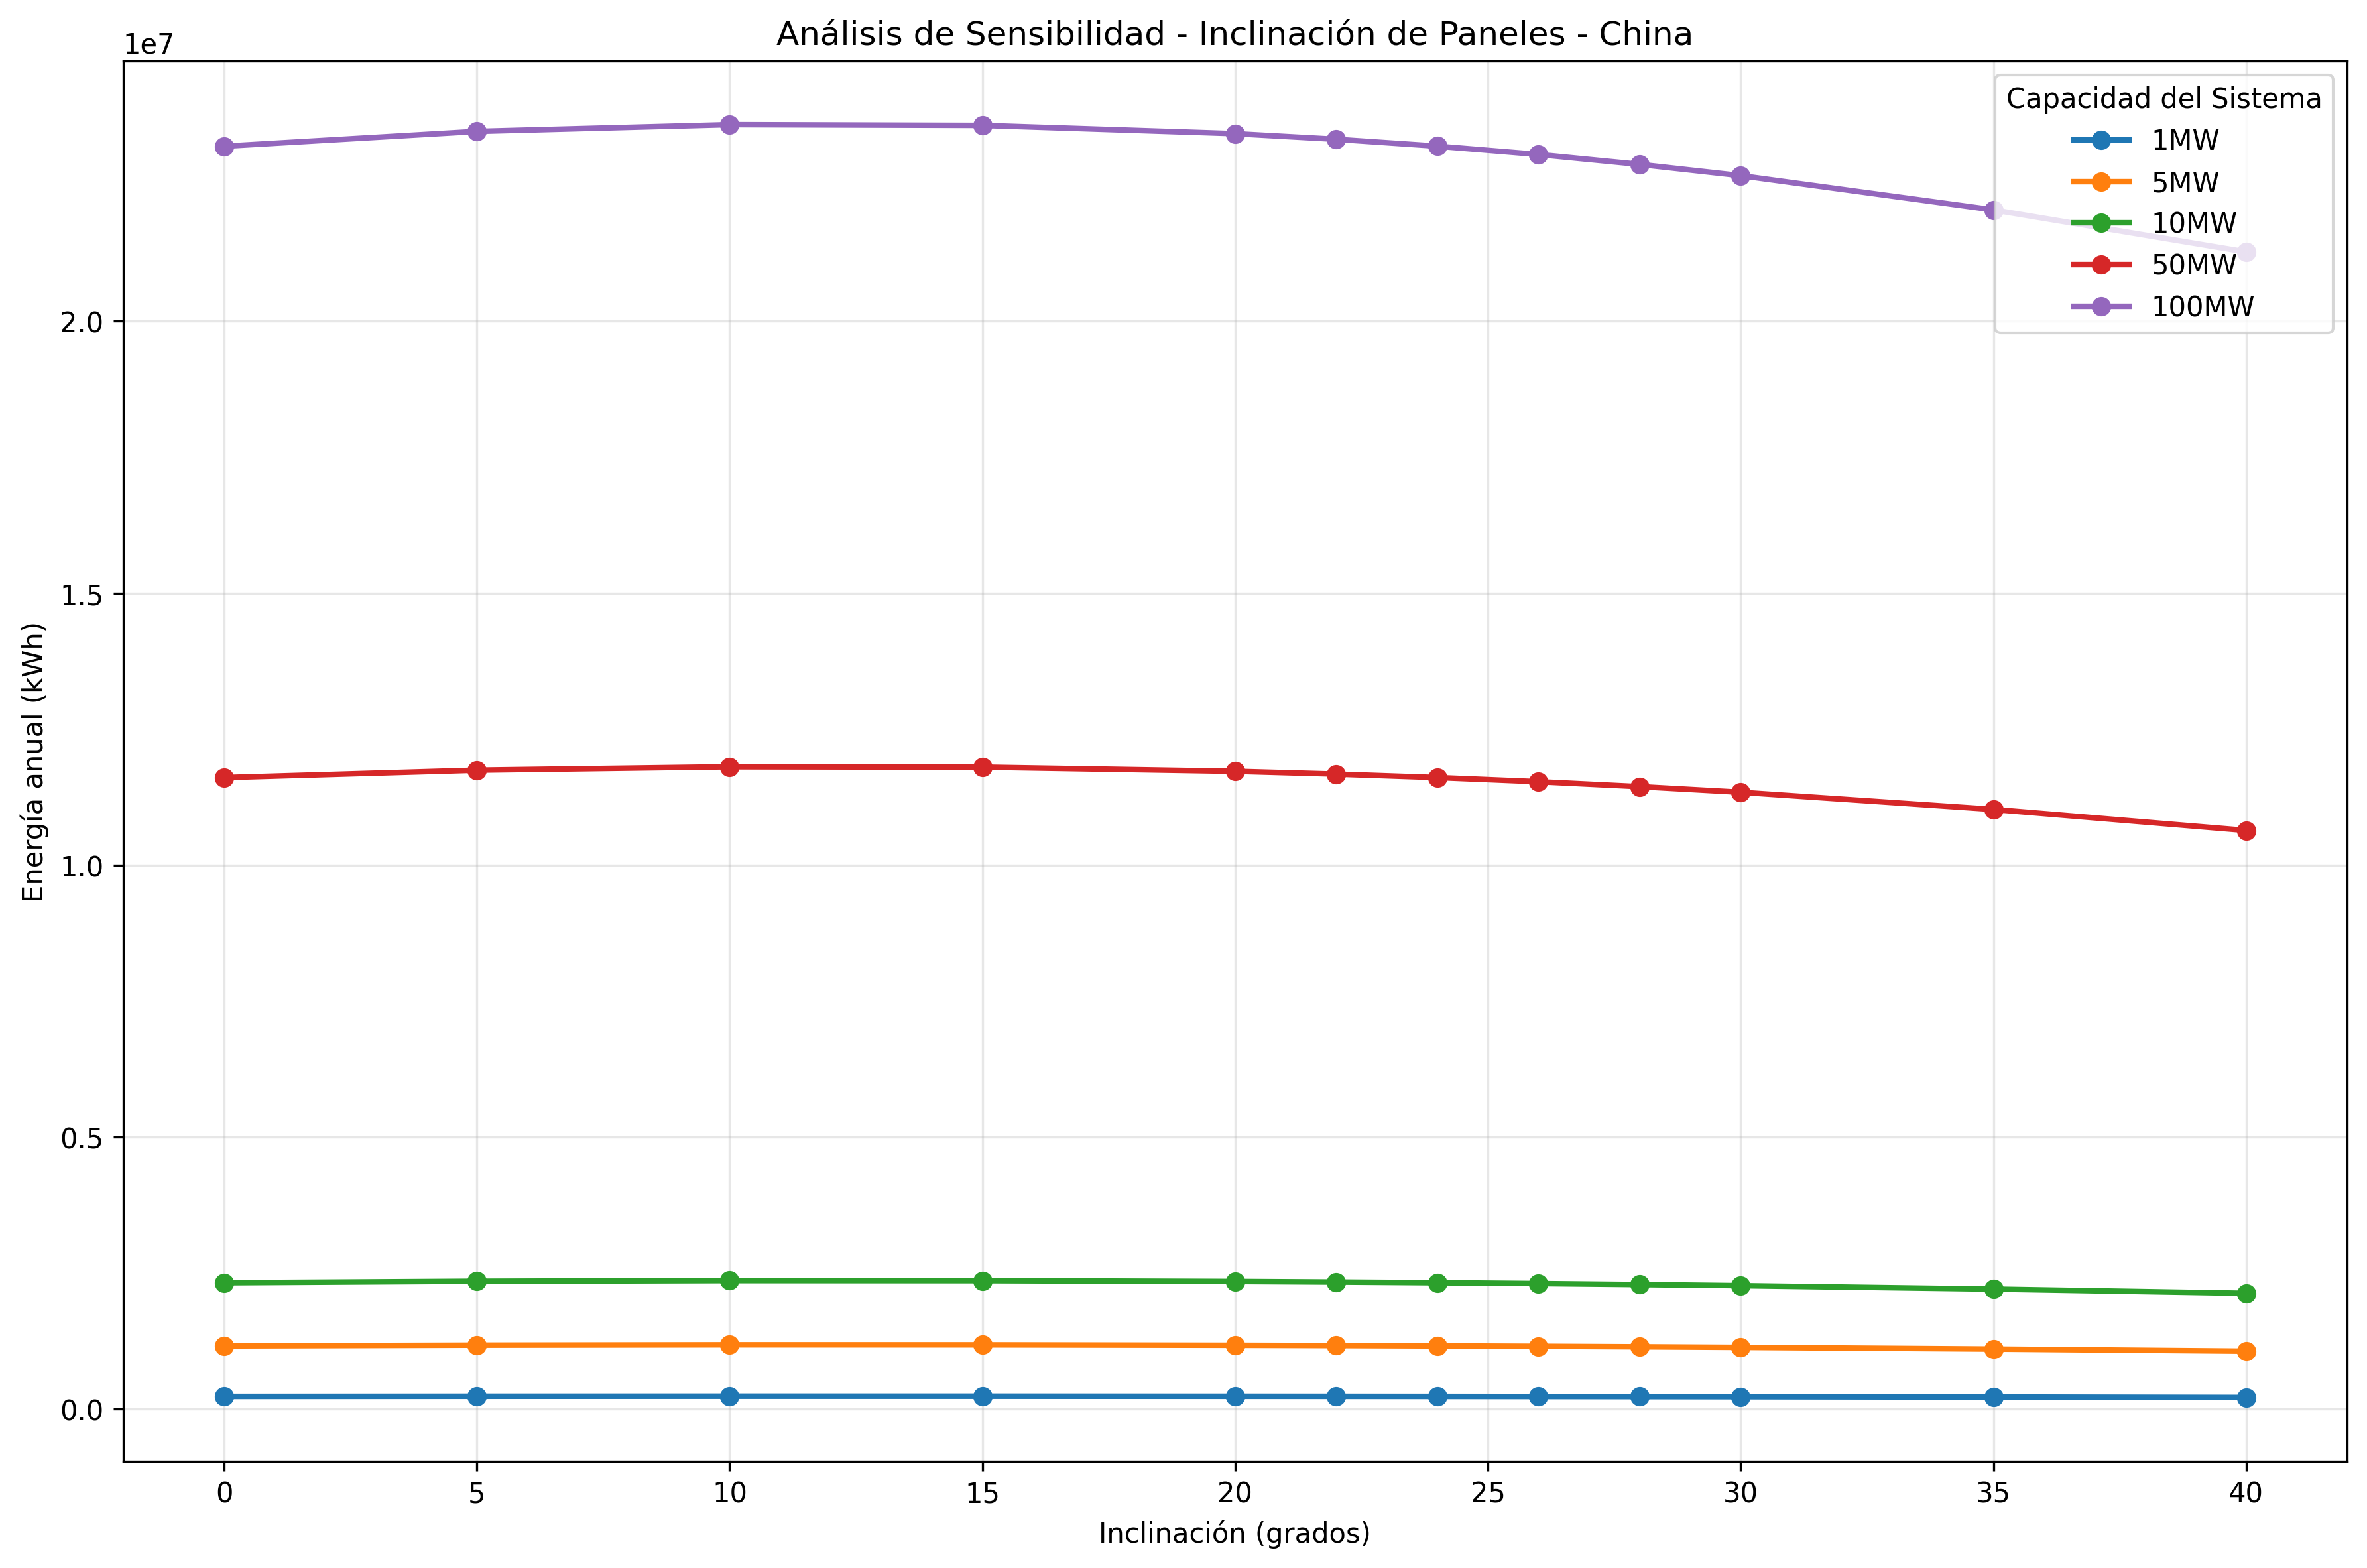 Análisis de Sensibilidad - Inclinación de Paneles - China
1e7
Capacidad del Sistema
1MW
5MW
10MW
50MW
100MW
2.0
1.5
1.0
0.5
0.0
Energía anual (kWh)
0 5 10 15 20 25 30 35 40
Inclinación (grados)